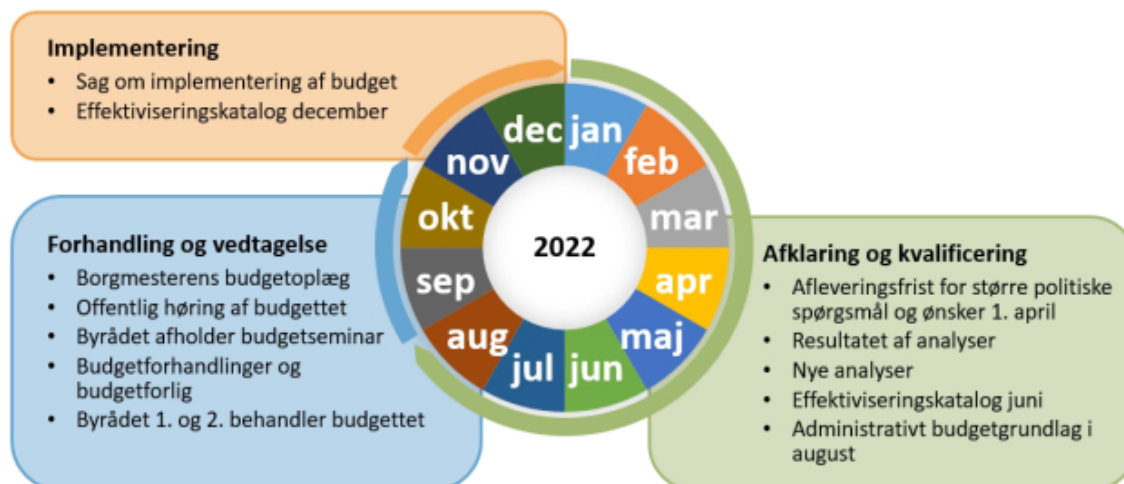 Implementering
• Sag om implementering af budget
• Effektiviseringskatalog december
Forhandling og vedtagelse
• Borgmesterens budgetoplæg
• Offentlig høring af budgettet
• Byrådet afholder budgetseminar
• Budgetforhandlinger og
budgetforlig
• Byrådet 1. og 2. behandler budgettet
jan
feb
mar
apr
maj
jun
jul
aug
sep
okt
nov
dec
2022
Afklaring og kvalificering
• Afleveringsfrist for større politiske
spørgsmål og ønsker 1. april
• Resultatet af analyser
• Nye analyser
• Effektiviseringskatalog juni
• Administrativt budgetgrundlag i
august